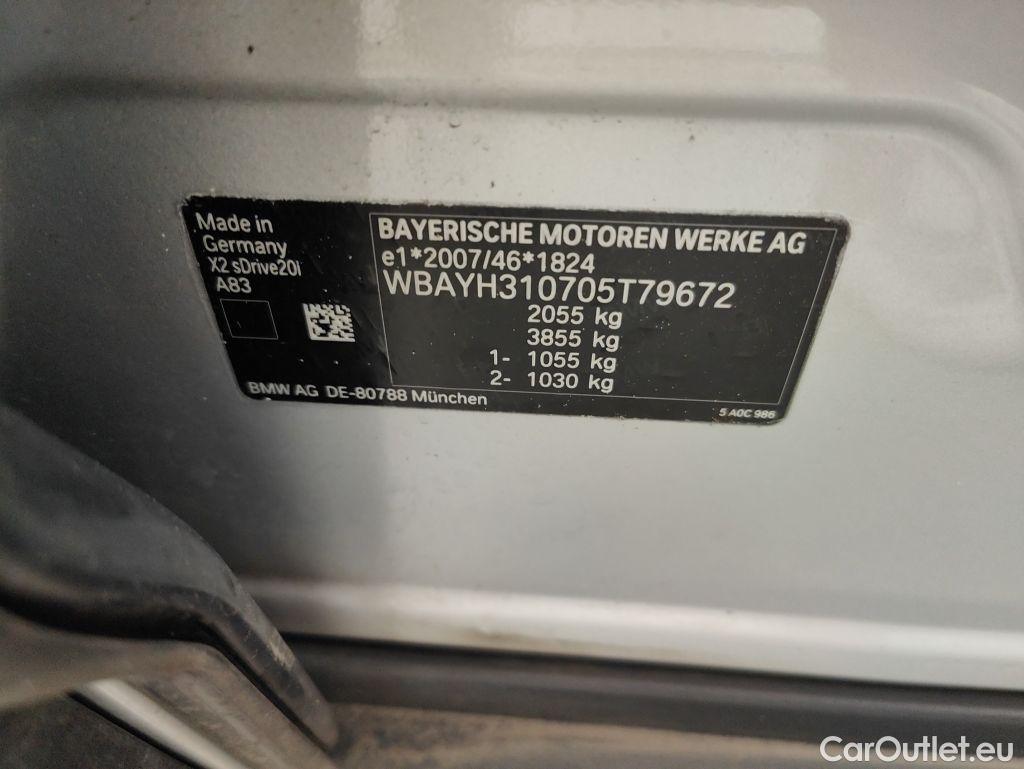 Made in
Germany
X2 sDrive20i
A83
BAYERISCHE MOTOREN WERKE AG
e1*2007/46*1824
WBAYH310705T79672
2055 kg
3855 kg
1- 1055 kg
2- 1030 kg
BMW AG DE-80788 München
5 A0C 986
CarOutlet.eu